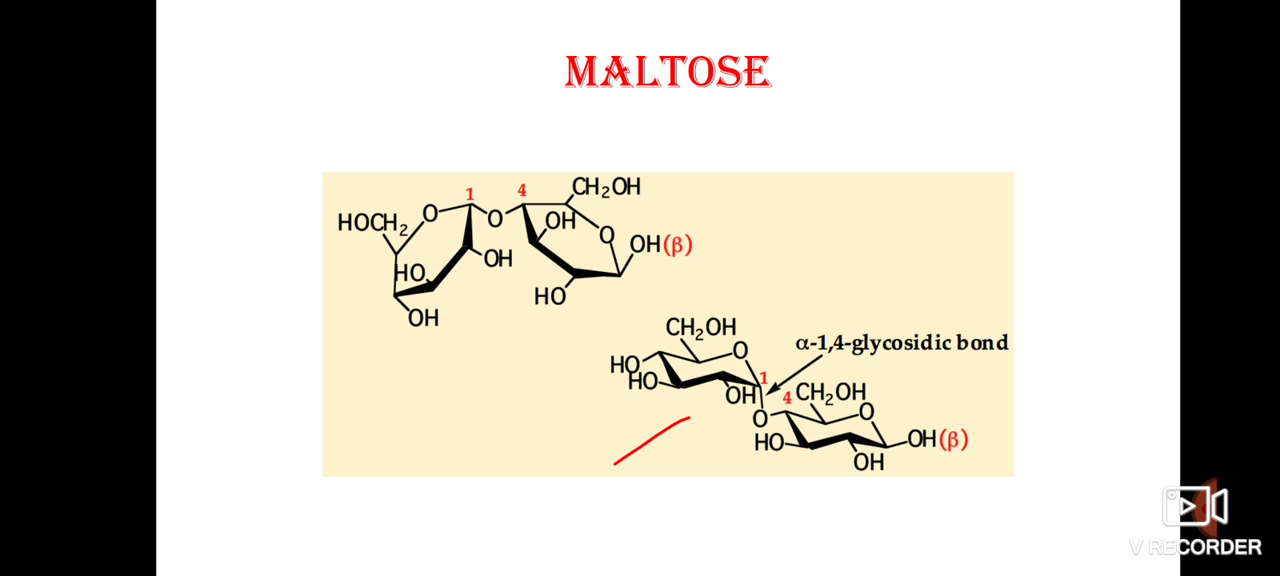 MALTOSE
1
4
CH₂OH
HOCH₂
O
O
OH
O
OH(β)
HO
OH
HO
OH
CH₂OH
O
α-1,4-glycosidic bond
HO
HO
1
OH
4
CH₂OH
O
O
HO
OH(β)
OH
V RECORDER